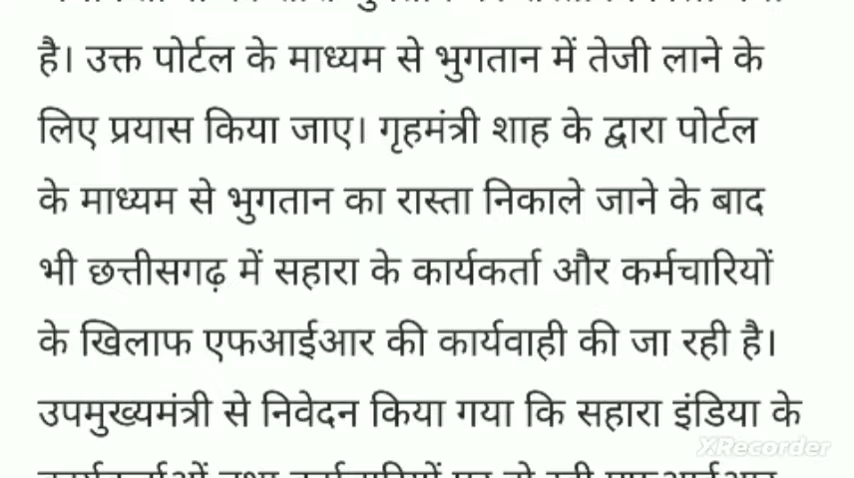 है। उक्त पोर्टल के माध्यम से भुगतान में तेजी लाने के
लिए प्रयास किया जाए। गृहमंत्री शाह के द्वारा पोर्टल
के माध्यम से भुगतान का रास्ता निकाले जाने के बाद
भी छत्तीसगढ़ में सहारा के कार्यकर्ता और कर्मचारियों
के खिलाफ एफआईआर की कार्यवाही की जा रही है।
उपमुख्यमंत्री से निवेदन किया गया कि सहारा इंडिया के
XRecorder